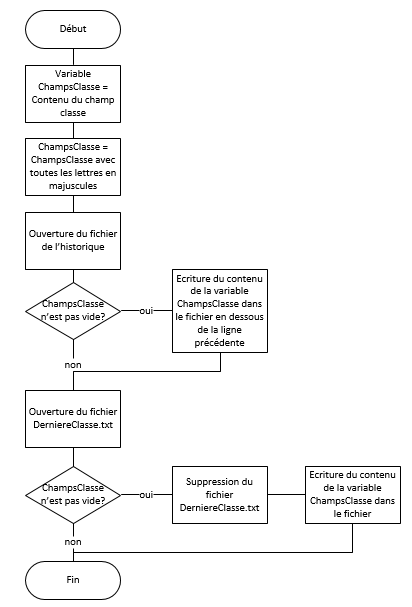 Début
Variable
ChampsClasse =
Contenu du champ
classe
ChampsClasse =
ChampsClasse avec
toutes les lettres en
majuscules
Ouverture du fichier
de l'historique
ChampsClasse
n'est pas vide?
oui
Ecriture du contenu
de la variable
ChampsClasse dans
le fichier en dessous
de la ligne
précédente
non
Ouverture du fichier
DerniereClasse.txt
ChampsClasse
n'est pas vide?
oui
Suppression du
fichier
DerniereClasse.txt
Ecriture du contenu
de la variable
ChampsClasse dans
le fichier
non
Fin